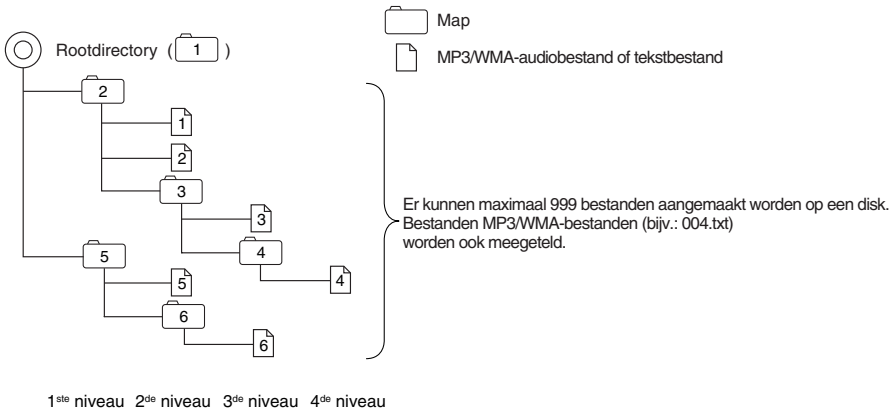 Map
Rootdirectory ( 1 )
MP3/WMA-audiobestand of tekstbestand
2
1
2
3
3
4
4
5
5
6
6
Er kunnen maximaal 999 bestanden aangemaakt worden op een disk.
Bestanden MP3/WMA-bestanden (bijv.: 004.txt)
worden ook meegeteld.
1ste niveau 2de niveau 3de niveau 4de niveau